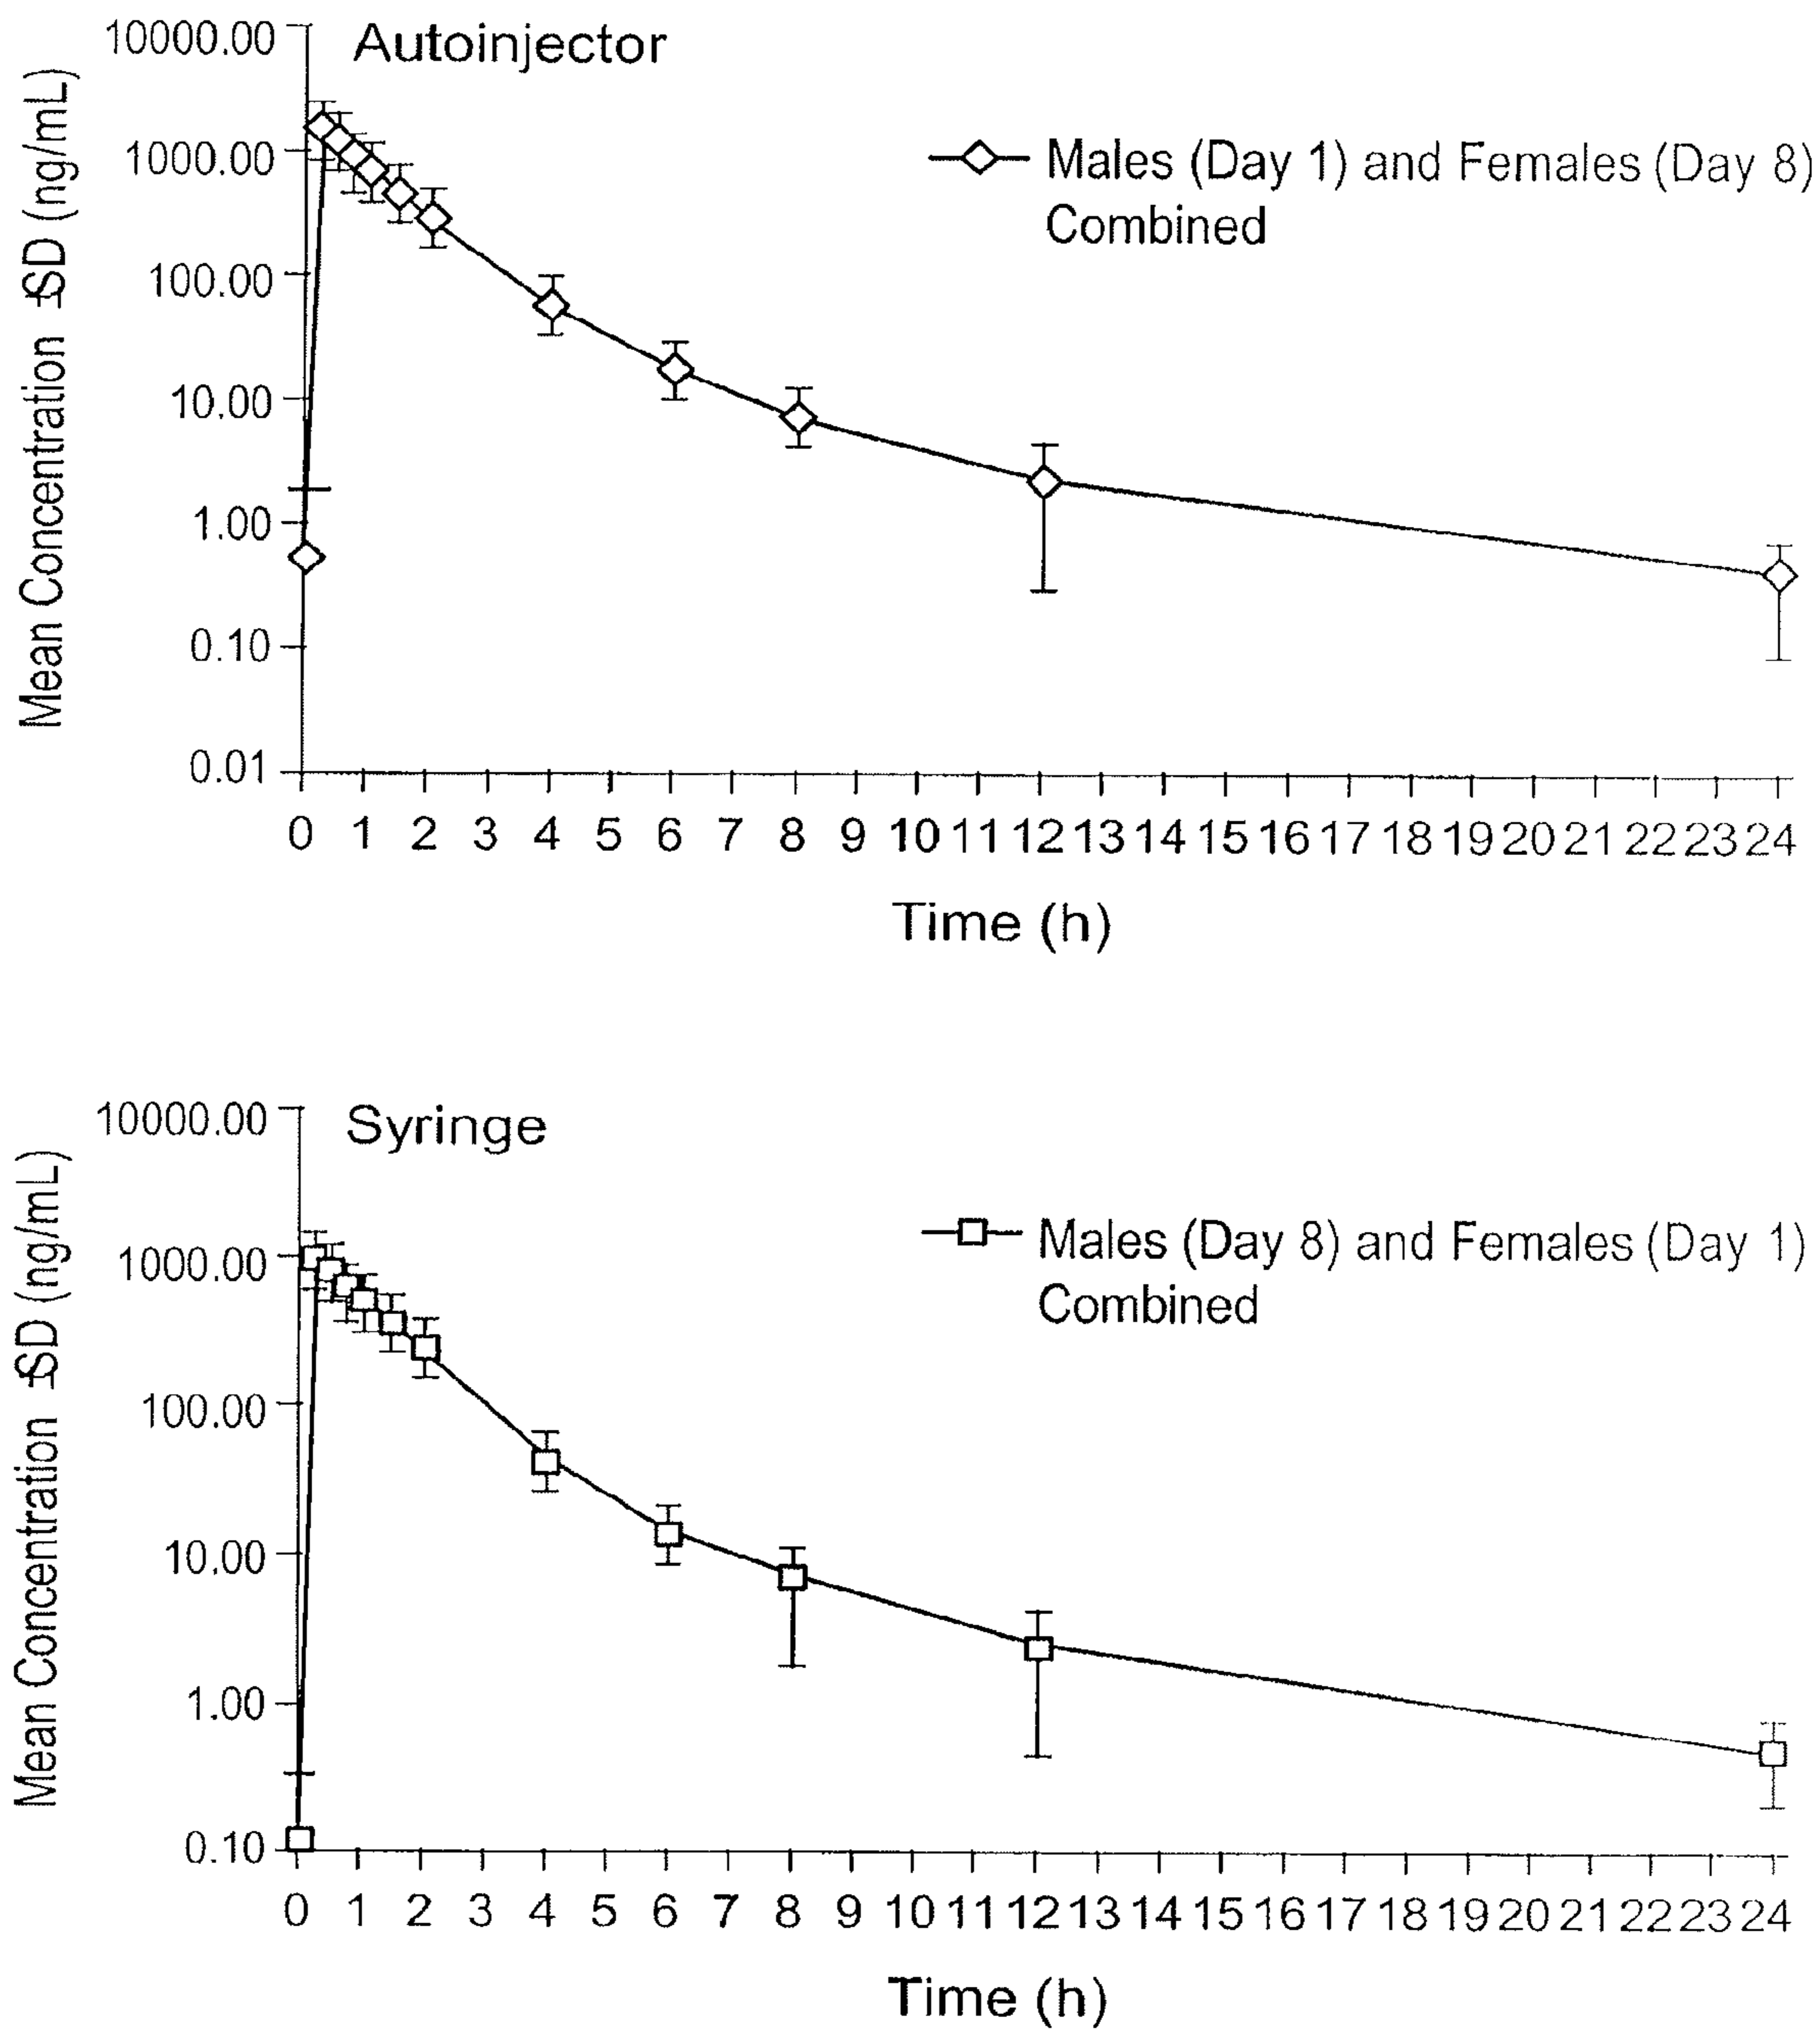 Autoinjector
Mean Concentration ±SD (ng/mL)
10000.00
1000.00
100.00
10.00
1.00
0.10
0.01
Males (Day 1) and Females (Day 8)
Combined
0 1 2 3 4 5 6 7 8 9 10 11 12 13 14 15 16 17 18 19 20 21 22 23 24
Time (h)
Syringe
Mean Concentration ±SD (ng/mL)
10000.00
1000.00
100.00
10.00
1.00
0.10
Males (Day 8) and Females (Day 1)
Combined
0 1 2 3 4 5 6 7 8 9 10 11 12 13 14 15 16 17 18 19 20 21 22 23 24
Time (h)